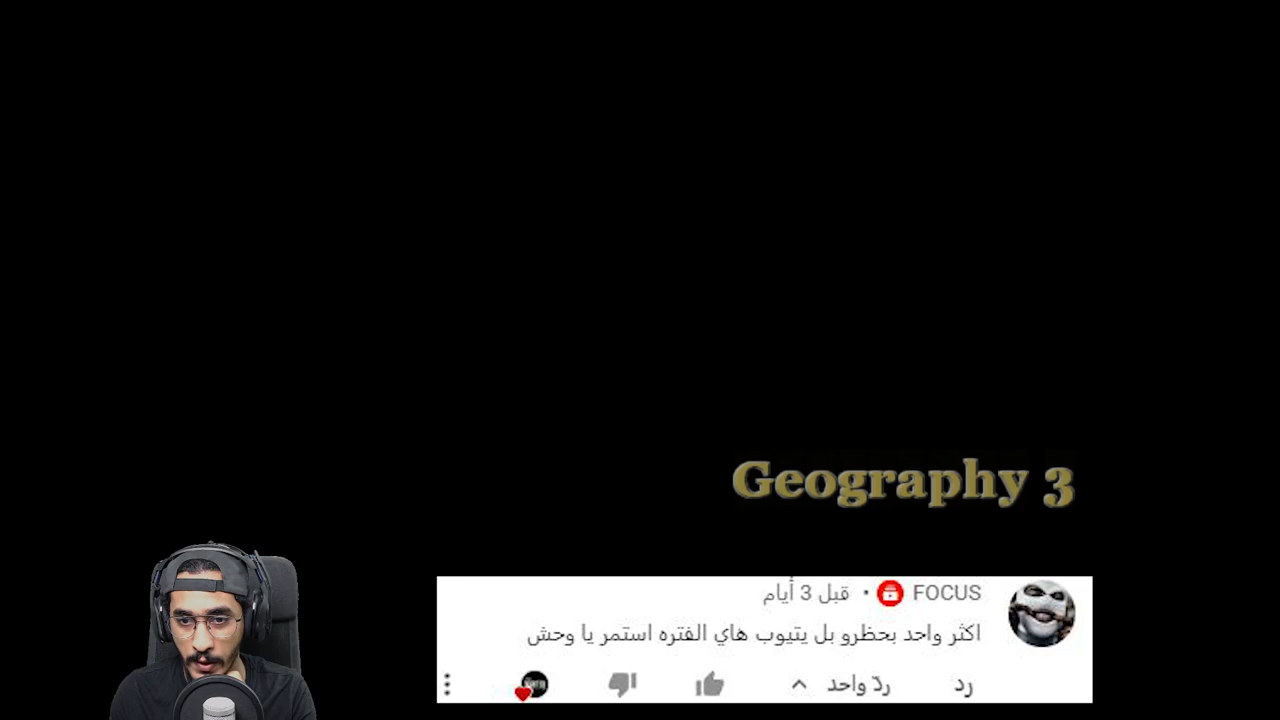 Geography 3
FOCUS • قبل 3 أيام
اكثر واحد بحظرو بل يتيوب هاي الفتره استمر يا وحش
رد ردّ واحد